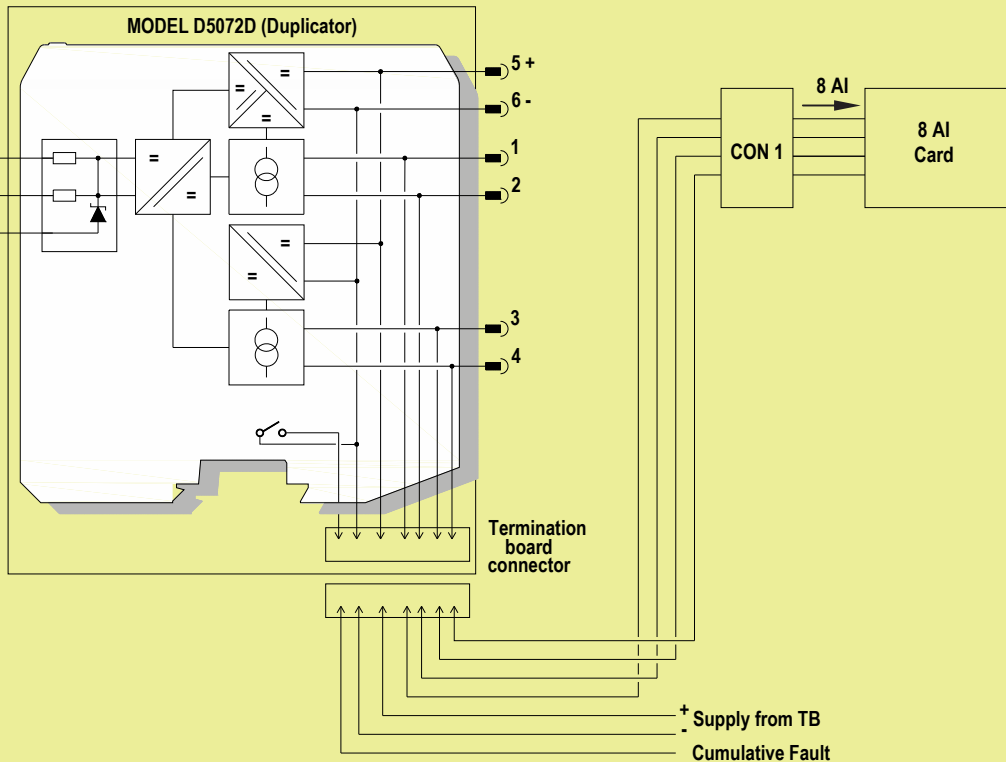 MODEL D5072D (Duplicator)
5 +
6 -
1
2
3
4
8 AI
CON 1
8 AI
Card
Termination
board
connector
+
Supply from TB
-
Cumulative Fault